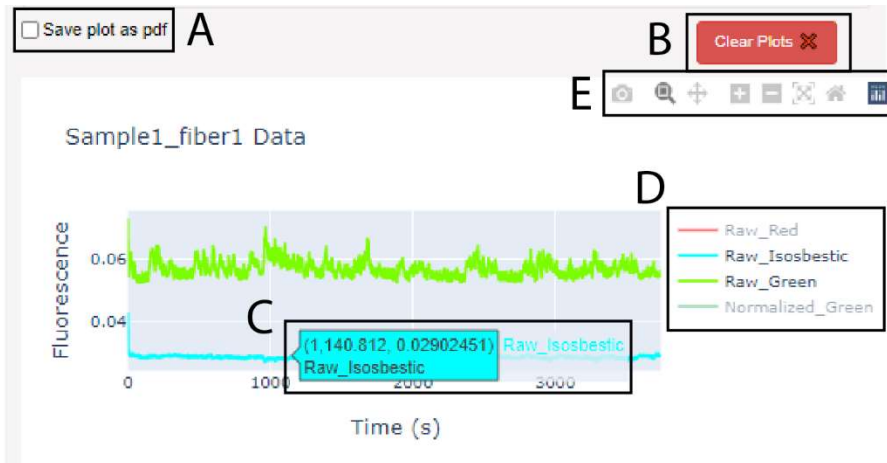 Save plot as pdf
A
B
Clear Plots
E
Sample1_fiber1 Data
D
Raw_Red
Raw_Isosbestic
Raw_Green
Normalized_Green
Fluorescence
0.06
0.04
C
(1,140.812, 0.02902451) Raw_Isosbestic
Raw_Isosbestic
0
1000
2000
3000
Time (s)